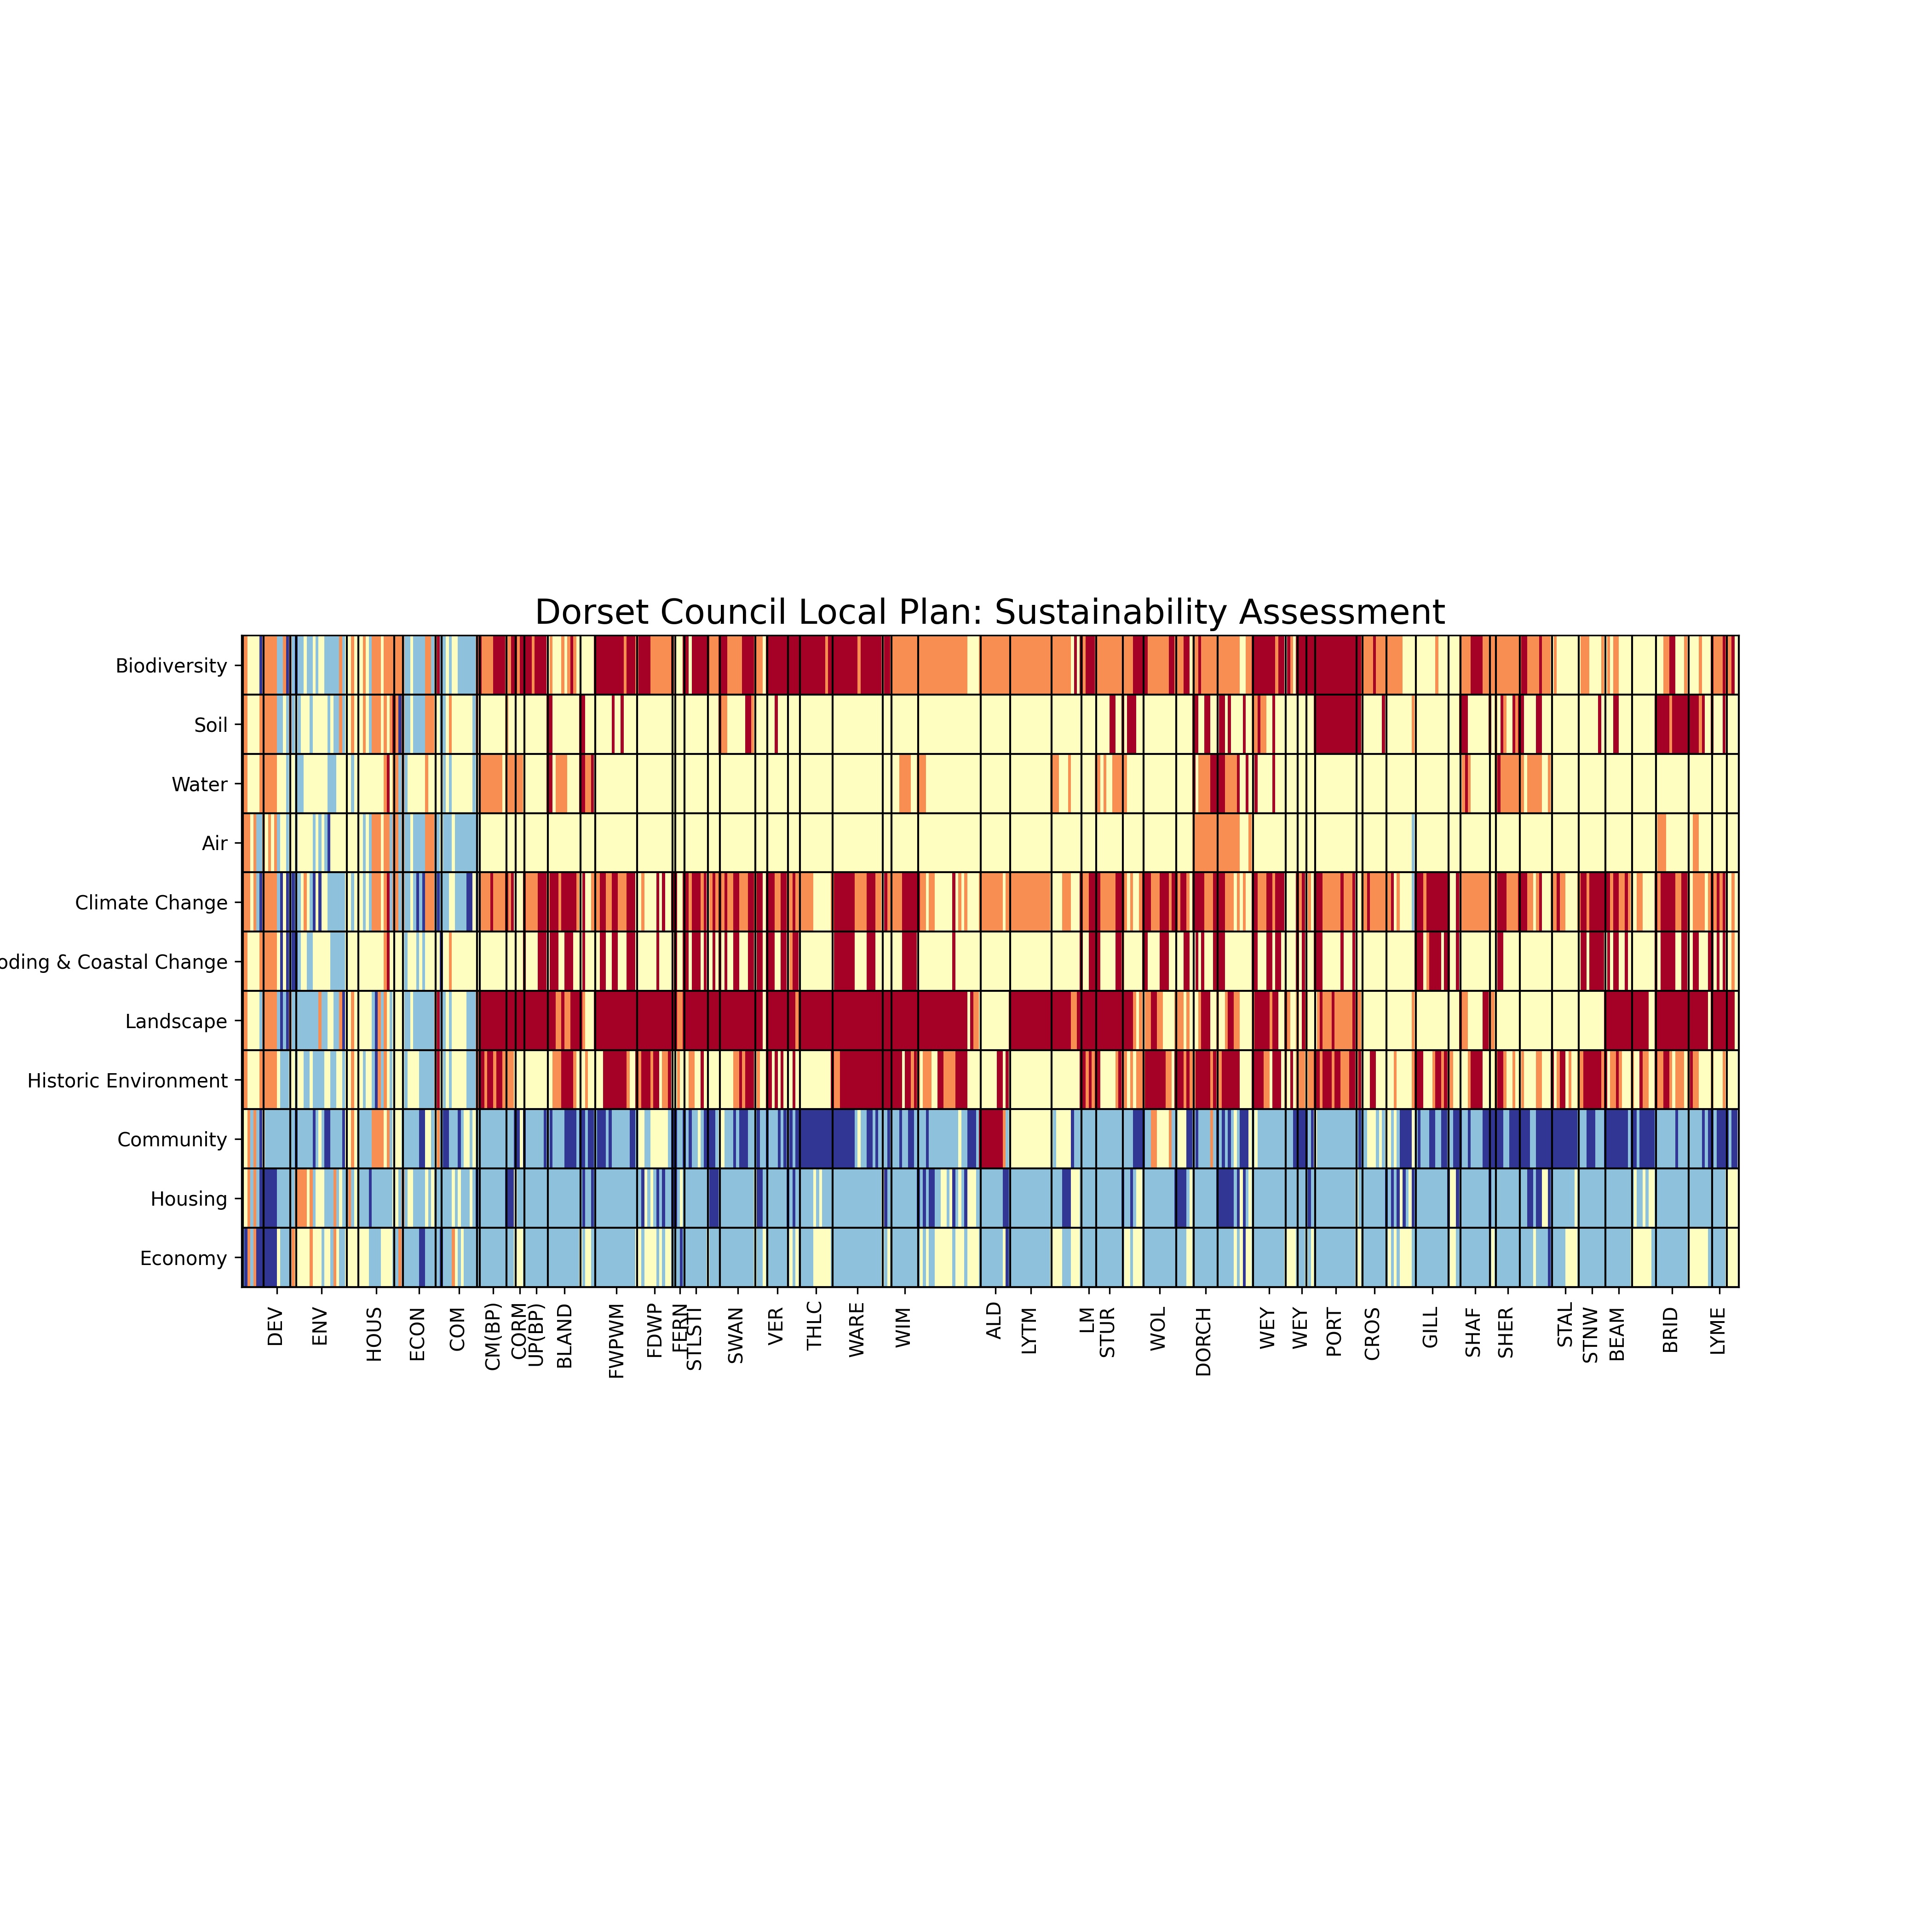 Dorset Council Local Plan: Sustainability Assessment
Biodiversity
Soil
Water
Air
Climate Change
oding & Coastal Change
Landscape
Historic Environment
Community
Housing
Economy
DEV
ENV
HOUS
ECON
COM
CM(BP)
CORM
UP(BP)
BLAND
FWPWM
FDWP
FERN
STLSTI
SWAN
VER
THLC
WARE
WIM
ALD
LYTM
LM
STUR
WOL
DORCH
WEY
WEY
PORT
CROS
GILL
SHAF
SHER
STAL
STNW
BEAM
BRID
LYME